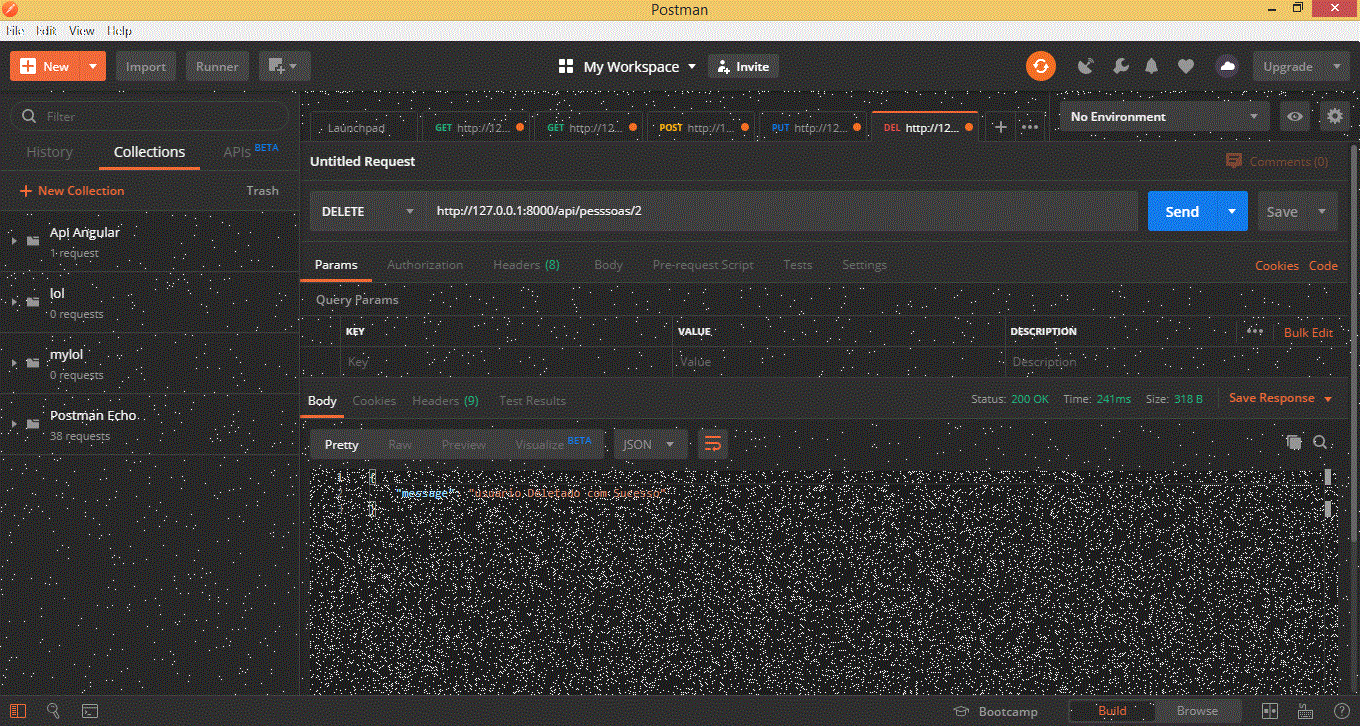 Postman
File Edit View Help
New Import Runner My Workspace Invite Upgrade
Filter
History Collections APIs BETA
New Collection Trash
Api Angular
1 request
lol
0 requests
mylol
0 requests
Postman Echo
38 requests
Launchpad GET http://12... GET http://12... POST http://1... PUT http://12... DEL http://12... No Environment
Untitled Request Comments (0)
DELETE http://127.0.0.1:8000/api/pesssoas/2 Send Save
Params Authorization Headers (8) Body Pre-request Script Tests Settings Cookies Code
Query Params
KEY VALUE DESCRIPTION Bulk Edit
Key Value Description
Body Cookies Headers (9) Test Results Status: 200 OK Time: 241ms Size: 318 B Save Response
Pretty Raw Preview Visualize BETA JSON
1 {
"message": "usuario Deletado com Sucesso"
}
Bootcamp Build Browse